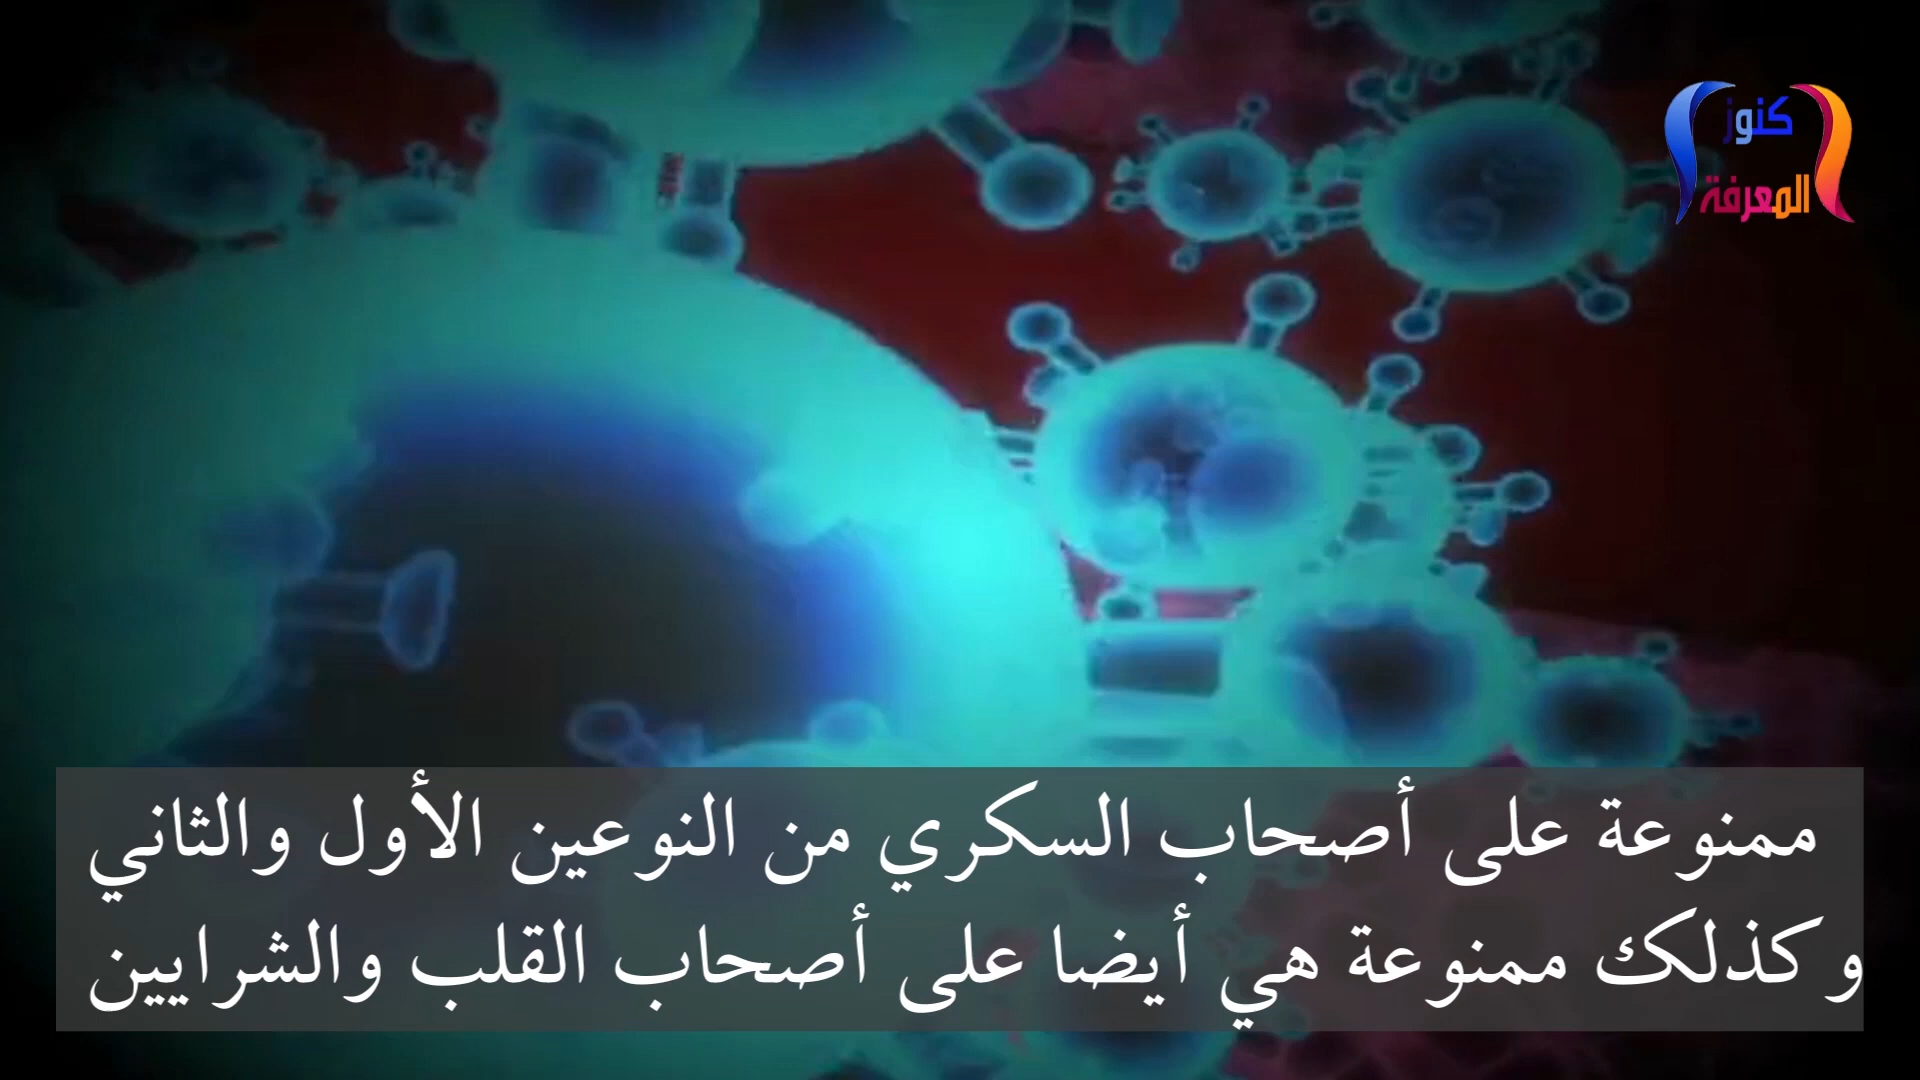 كنوز
المعرفة
ممنوعة على أصحاب السكري من النوعين الأول والثاني
وكذلك ممنوعة هي أيضا على أصحاب القلب والشرايين